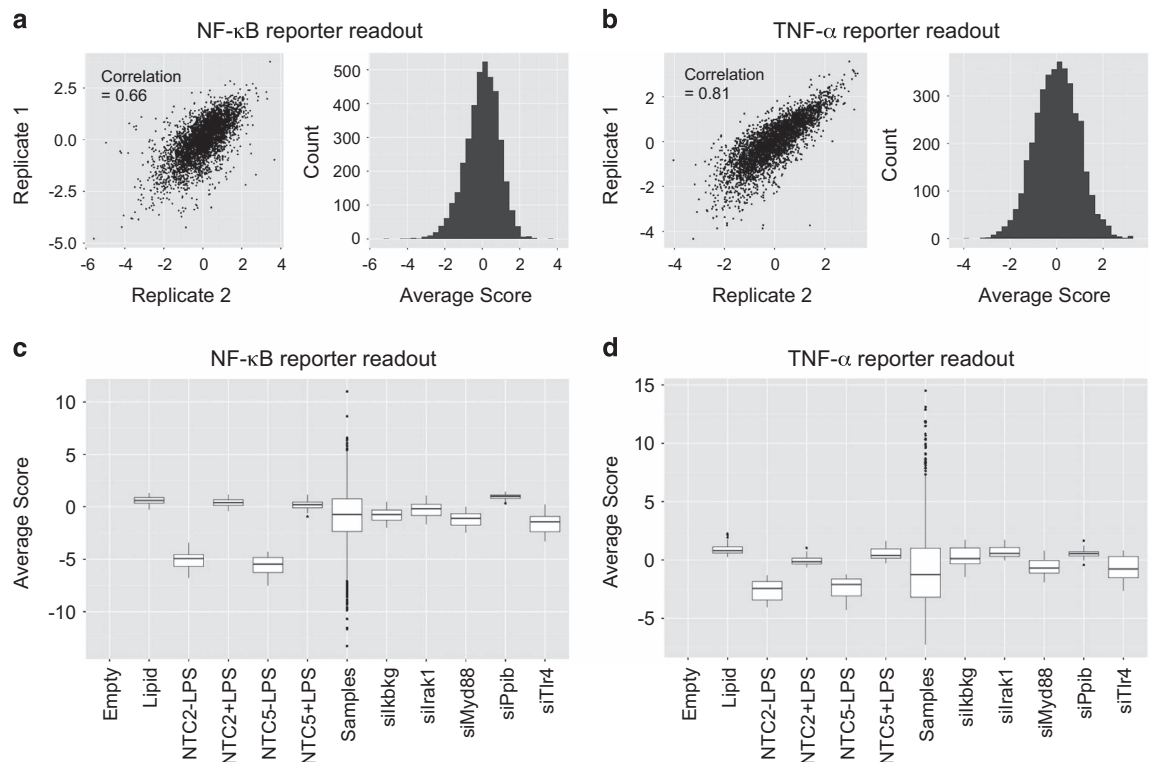 a
NF-κB reporter readout
Correlation
= 0.66
Replicate 1
2.5
0.0
-2.5
-5.0
-6 -4 -2 0 2 4
Replicate 2
Count
500
400
300
200
100
0
-6 -4 -2 0 2 4
Average Score
b
TNF-α reporter readout
Correlation
= 0.81
Replicate 1
2
0
-2
-4
-4 -2 0 2
Replicate 2
Count
300
200
100
0
-4 -2 0 2
Average Score
c
NF-κB reporter readout
Average Score
10
5
0
-5
-10
Empty
Lipid
NTC2-LPS
NTC2+LPS
NTC5-LPS
NTC5+LPS
Samples
siIkbkg
siIrak1
siMyd88
siPpib
siTlr4
d
TNF-α reporter readout
Average Score
15
10
5
0
-5
Empty
Lipid
NTC2-LPS
NTC2+LPS
NTC5-LPS
NTC5+LPS
Samples
siIkbkg
siIrak1
siMyd88
siPpib
siTlr4